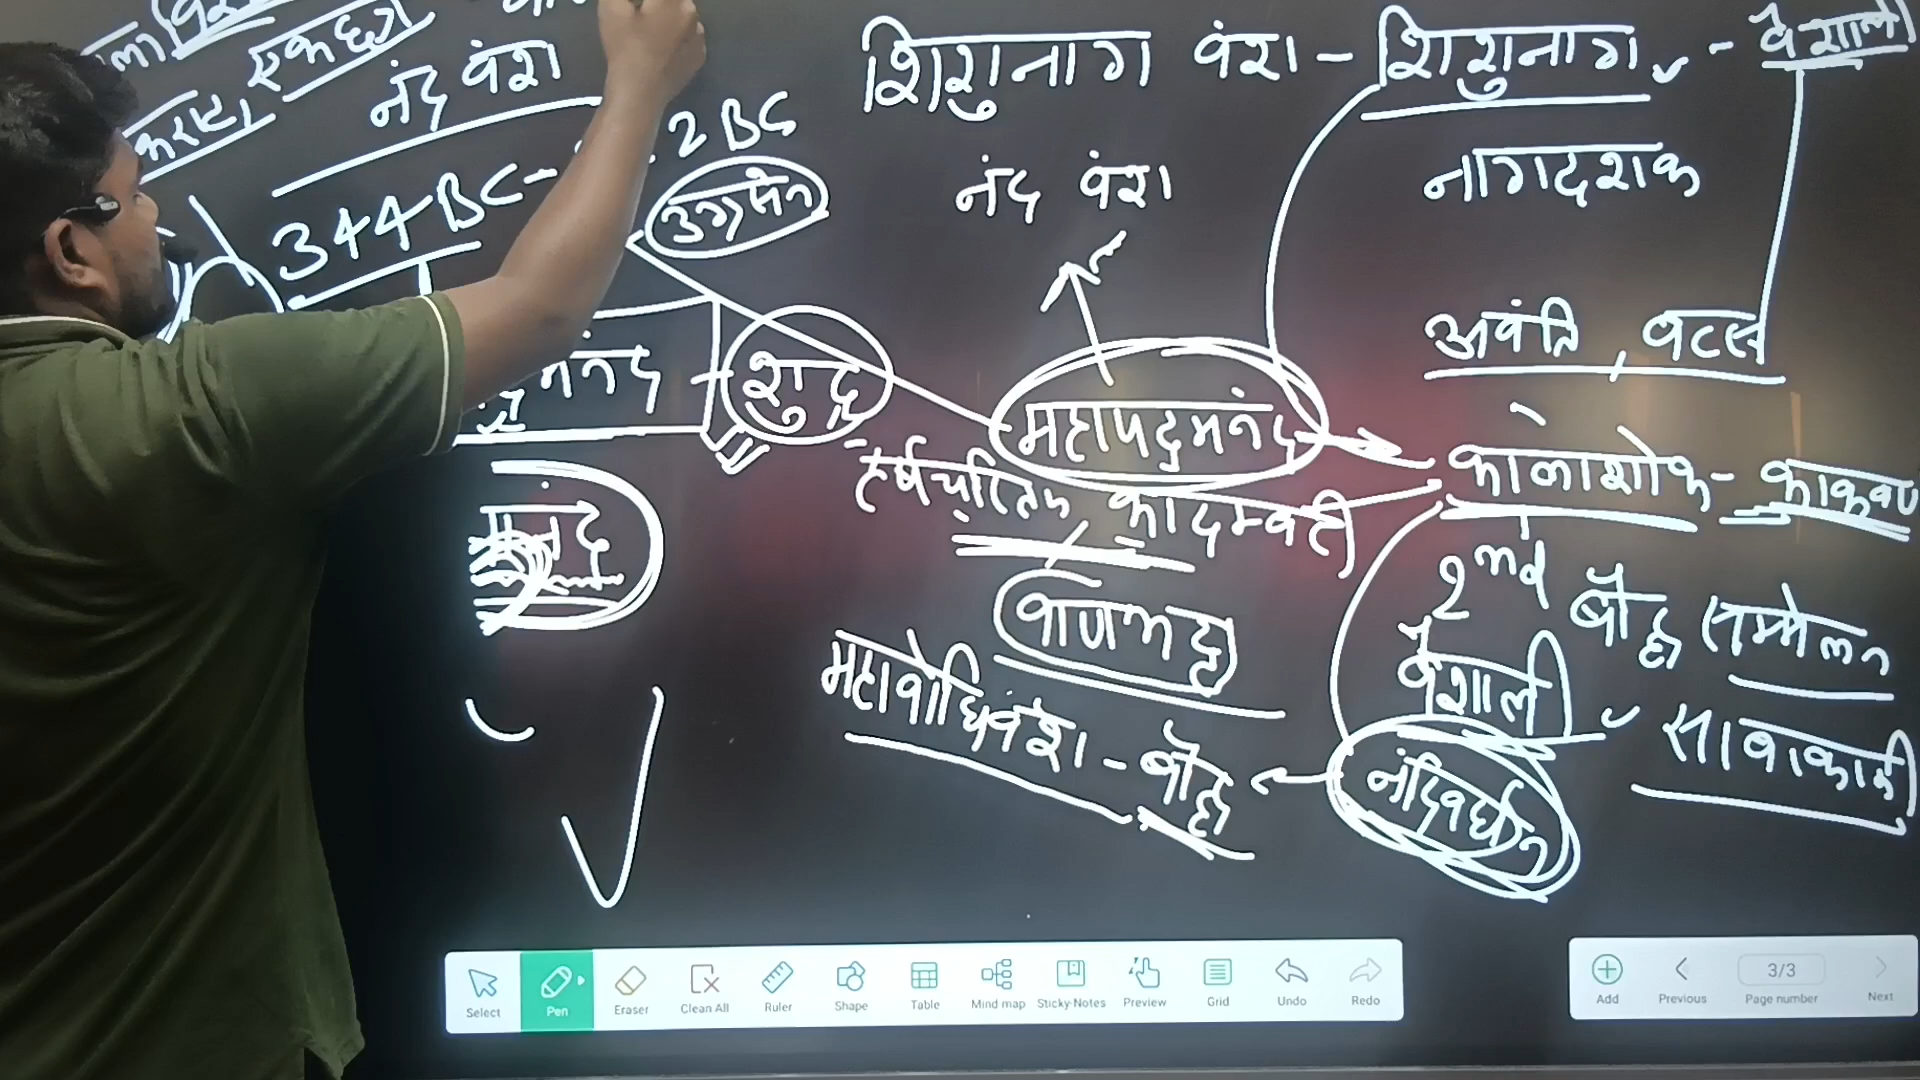 एकछत्र
नंद वंश
344 BC - 2 BC
उग्रसेन
शुद्र
शिशुनाग वंश - शिशुनाग - वैशाली
नंद वंश
नागदशक
अवंति, वत्स
महापद्मनंद
कालाशोक - काकवर्ण
हर्षचरितम, कादम्बरी
वाणभट्ट
2nd बौद्ध सम्मेलन
वैशाली
महाबोधिवंश - बौद्ध
नंदिवर्धन
Select
Pen
Eraser
Clean All
Ruler
Shape
Table
Mind map
Sticky Notes
Preview
Grid
Undo
Redo
Add
Previous
3/3
Page number
Next